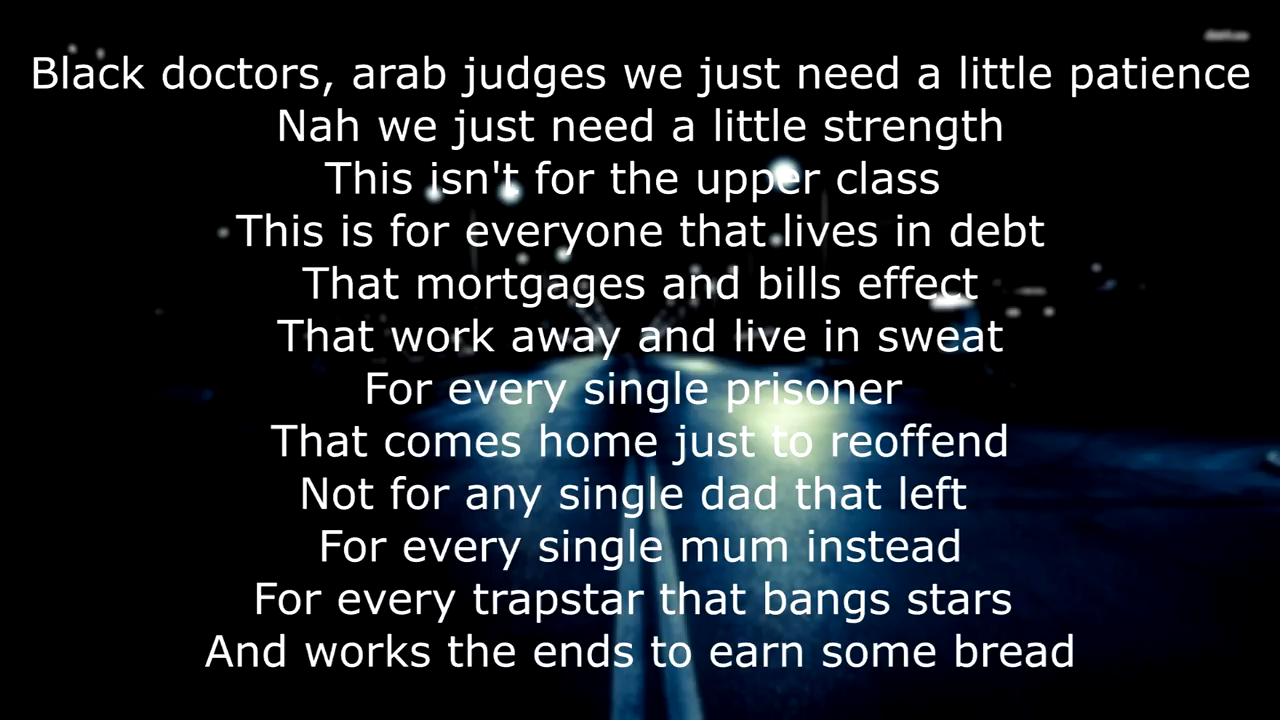 Black doctors, arab judges we just need a little patience
Nah we just need a little strength
This isn't for the upper class
This is for everyone that lives in debt
That mortgages and bills effect
That work away and live in sweat
For every single prisoner
That comes home just to reoffend
Not for any single dad that left
For every single mum instead
For every trapstar that bangs stars
And works the ends to earn some bread